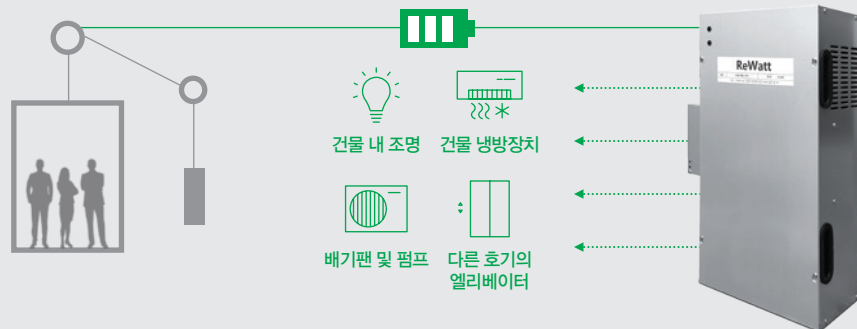 ReWatt
건물 내 조명
건물 냉방장치
배기팬 및 펌프
다른 호기의
엘리베이터